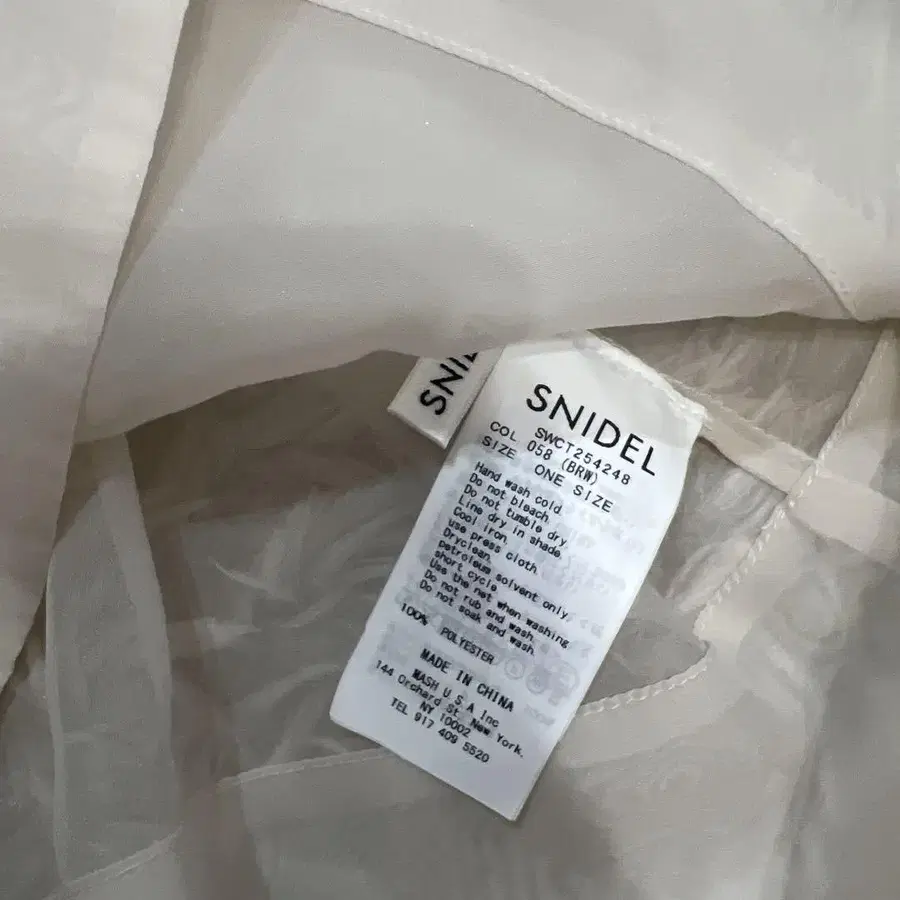 SNIDEL
SWCT254248
COL 058 (BRW)
SIZE ONE SIZE
Hand wash cold.
Do not bleach.
Do not tumble dry.
Line dry in shade.
Cool iron.
use press cloth.
Dryclean.
petroleum solvent only,
short cycle.
Use the net when washing.
Do not rub and wash.
Do not soak and wash.
100% POLYESTER
MADE IN CHINA
WASH U.S.A Inc
144 Orchard St. New York.
NY 10002
TEL 917 409 5520
SNI